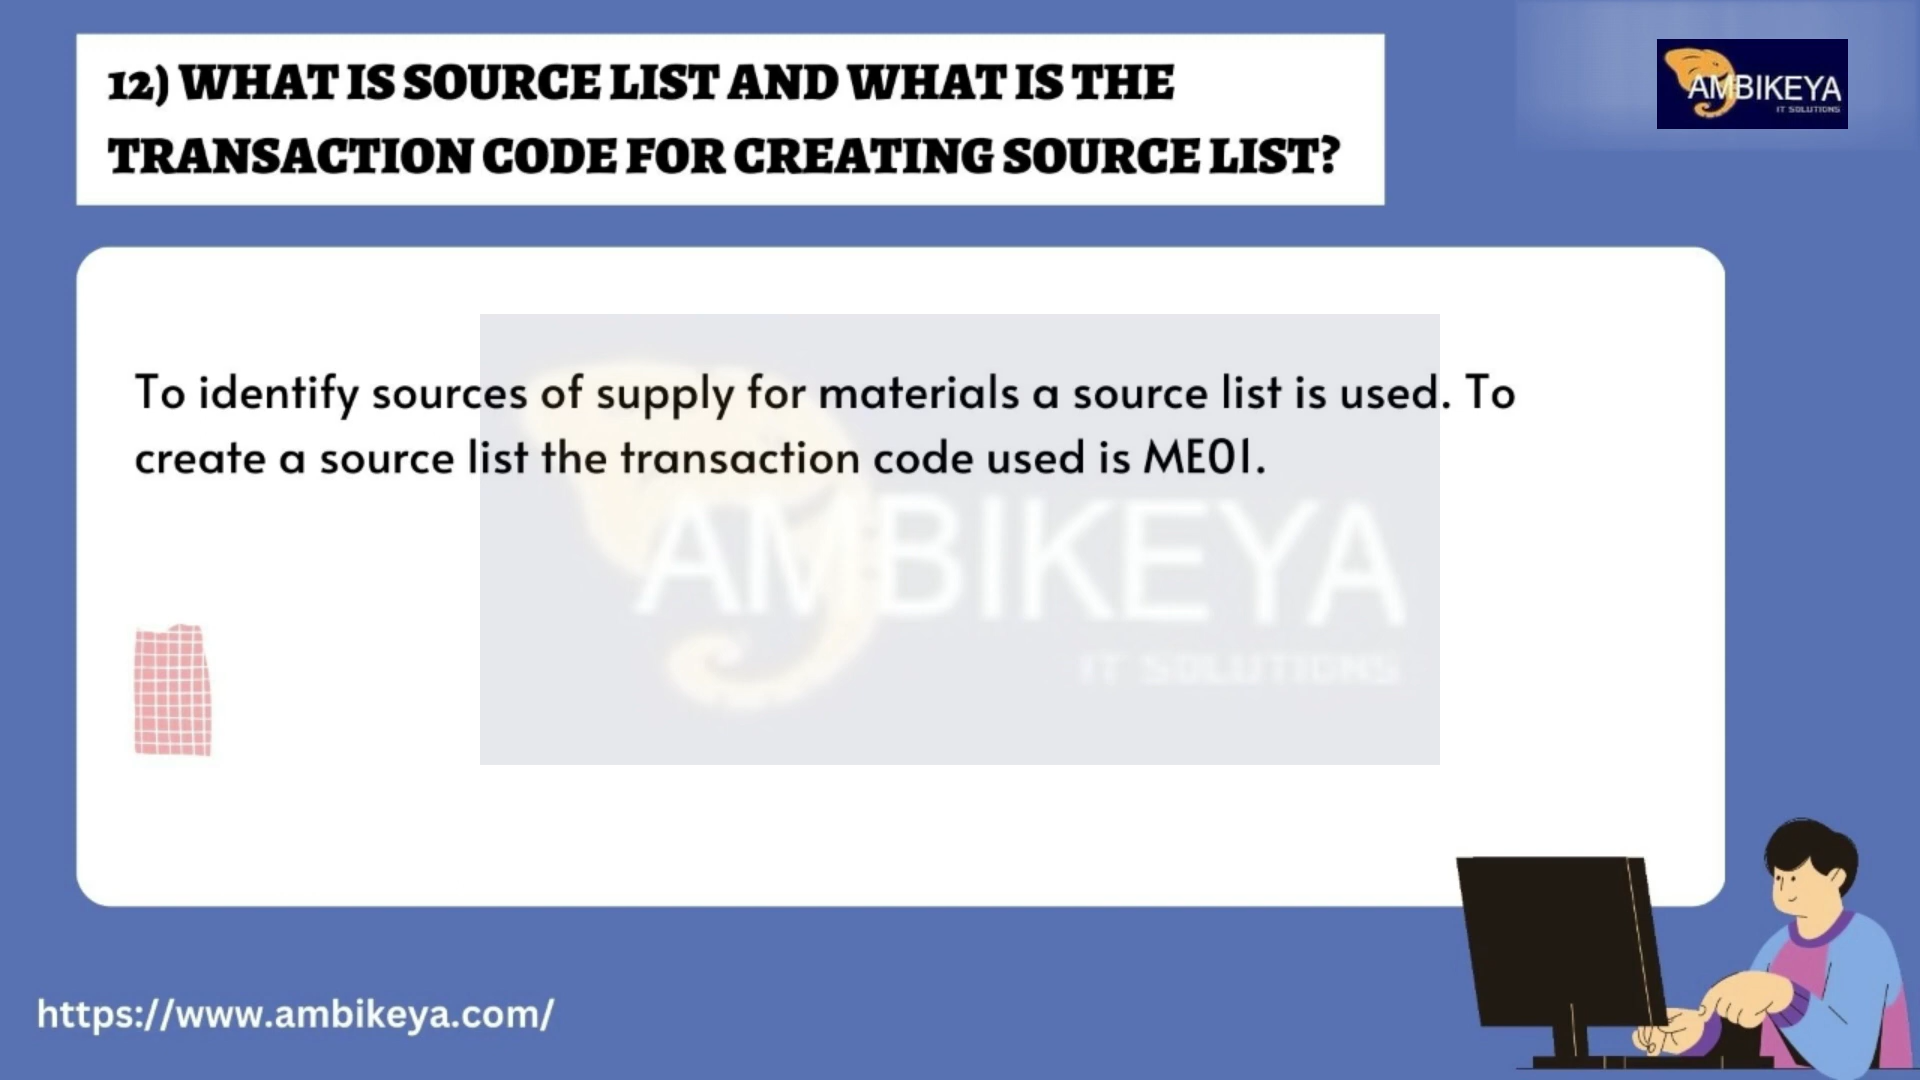 12) WHAT IS SOURCE LIST AND WHAT IS THE
TRANSACTION CODE FOR CREATING SOURCE LIST?
AMBIKEYA
IT SOLUTIONS
To identify sources of supply for materials a source list is used. To
create a source list the transaction code used is ME01.
AMBIKEYA
IT SOLUTIONS
https://www.ambikeya.com/